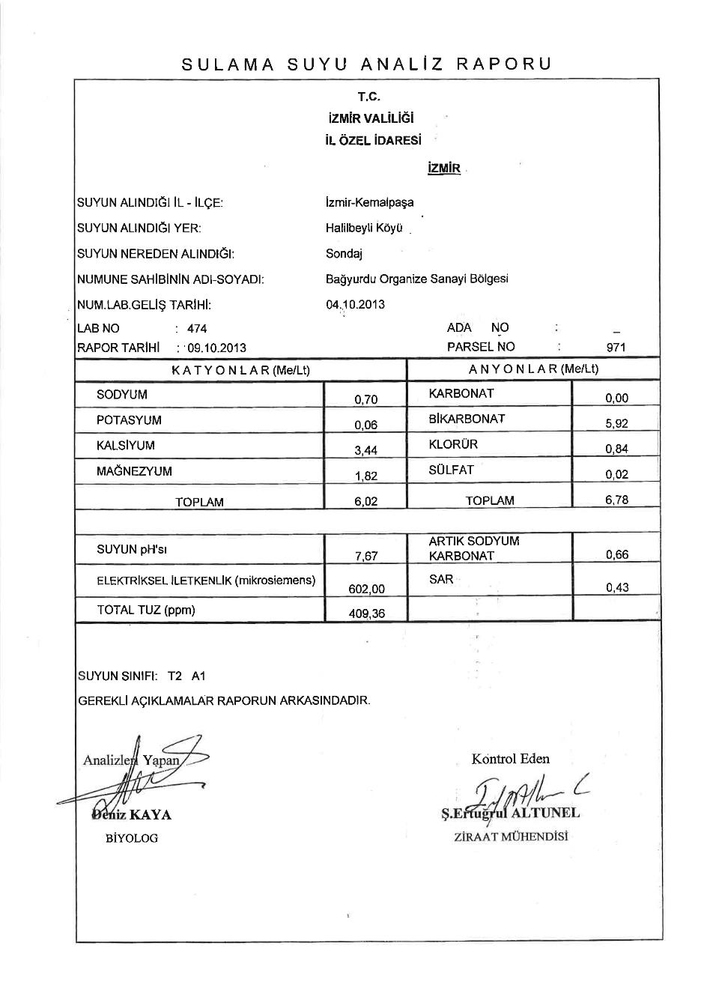 SULAMA SUYU ANALİZ RAPORU
T.C.
İZMİR VALİLİĞİ
İL ÖZEL İDARESİ
İZMİR
SUYUN ALINDIĞI İL - İLÇE: İzmir-Kemalpaşa
SUYUN ALINDIĞI YER: Halilbeyli Köyü
SUYUN NEREDEN ALINDIĞI: Sondaj
NUMUNE SAHİBİNİN ADI-SOYADI: Bağyurdu Organize Sanayi Bölgesi
NUM.LAB.GELİŞ TARİHİ: 04.10.2013
LAB NO : 474 ADA NO : _
RAPOR TARİHİ : 09.10.2013 PARSEL NO : 971
KATYONLAR (Me/Lt) ANYONLAR (Me/Lt)
SODYUM 0,70 KARBONAT 0,00
POTASYUM 0,06 BİKARBONAT 5,92
KALSİYUM 3,44 KLORÜR 0,84
MAĞNEZYUM 1,82 SÜLFAT 0,02
TOPLAM 6,02 TOPLAM 6,78
SUYUN pH'sı 7,67 ARTIK SODYUM
KARBONAT 0,66
ELEKTRİKSEL İLETKENLİK (mikrosiemens) 602,00 SAR 0,43
TOTAL TUZ (ppm) 409,36
SUYUN SINIFI: T2 A1
GEREKLİ AÇIKLAMALAR RAPORUN ARKASINDADIR.
Analizleri Yapan Kontrol Eden
Deniz KAYA Ş.Ertuğrul ALTUNEL
BİYOLOG ZİRAAT MÜHENDİSİ